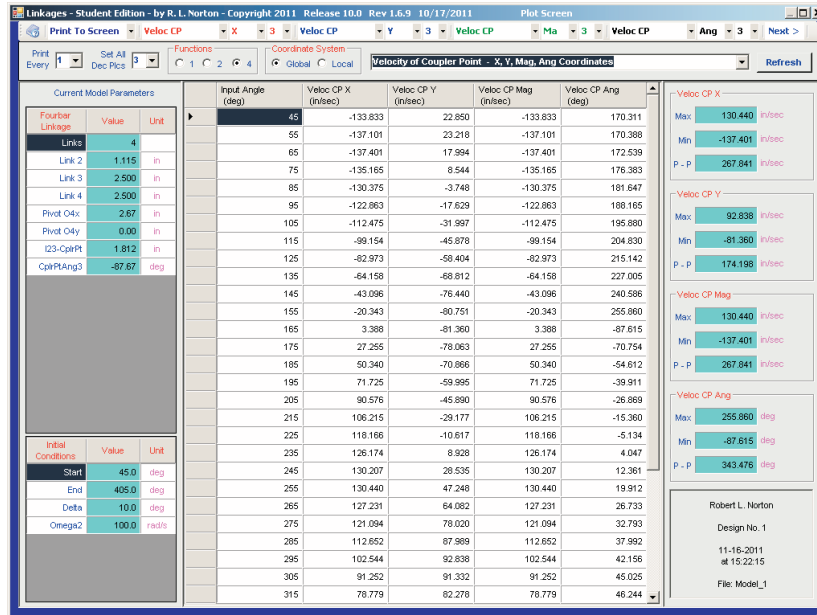 Linkages - Student Edition - by R. L. Norton - Copyright 2011 Release 10.0 Rev 1.6.9 10/17/2011 Plot Screen
Print To Screen Veloc CP X 3 Veloc CP Y 3 Veloc CP Ma 3 Veloc CP Ang 3 Next >
Print Every 1 Set All Dec Plcs 3 Functions 1 2 4 Coordinate System Global Local Velocity of Coupler Point - X, Y, Mag, Ang Coordinates Refresh
Current Model Parameters
Fourbar Linkage Value Unit
Links 4
Link 2 1.115 in
Link 3 2.500 in
Link 4 2.500 in
Pivot O4x 2.67 in
Pivot O4y 0.00 in
I23-CplrPt 1.812 in
CplrPtAng3 -87.67 deg
Initial Conditions Value Unit
Start 45.0 deg
End 405.0 deg
Delta 10.0 deg
Omega2 100.0 rad/s
Input Angle (deg) Veloc CP X (in/sec) Veloc CP Y (in/sec) Veloc CP Mag (in/sec) Veloc CP Ang (deg)
45 -133.833 22.850 -133.833 170.311
55 -137.101 23.218 -137.101 170.388
65 -137.401 17.994 -137.401 172.539
75 -135.165 8.544 -135.165 176.383
85 -130.375 -3.748 -130.375 181.647
95 -122.863 -17.629 -122.863 188.165
105 -112.475 -31.997 -112.475 195.880
115 -99.154 -45.878 -99.154 204.830
125 -82.973 -58.404 -82.973 215.142
135 -64.158 -68.812 -64.158 227.005
145 -43.096 -76.440 -43.096 240.586
155 -20.343 -80.751 -20.343 255.860
165 3.388 -81.360 3.388 -87.615
175 27.255 -78.063 27.255 -70.754
185 50.340 -70.866 50.340 -54.612
195 71.725 -59.995 71.725 -39.911
205 90.576 -45.890 90.576 -26.869
215 106.215 -29.177 106.215 -15.360
225 118.166 -10.617 118.166 -5.134
235 126.174 8.928 126.174 4.047
245 130.207 28.535 130.207 12.361
255 130.440 47.248 130.440 19.912
265 127.231 64.082 127.231 26.733
275 121.094 78.020 121.094 32.793
285 112.652 87.989 112.652 37.992
295 102.544 92.838 102.544 42.156
305 91.252 91.332 91.252 45.025
315 78.779 82.278 78.779 46.244
Veloc CP X
Max 130.440 in/sec
Min -137.401 in/sec
P - P 267.841 in/sec
Veloc CP Y
Max 92.838 in/sec
Min -81.360 in/sec
P - P 174.198 in/sec
Veloc CP Mag
Max 130.440 in/sec
Min -137.401 in/sec
P - P 267.841 in/sec
Veloc CP Ang
Max 255.860 deg
Min -87.615 deg
P - P 343.476 deg
Robert L. Norton
Design No. 1
11-16-2011
at 15:22:15
File: Model_1